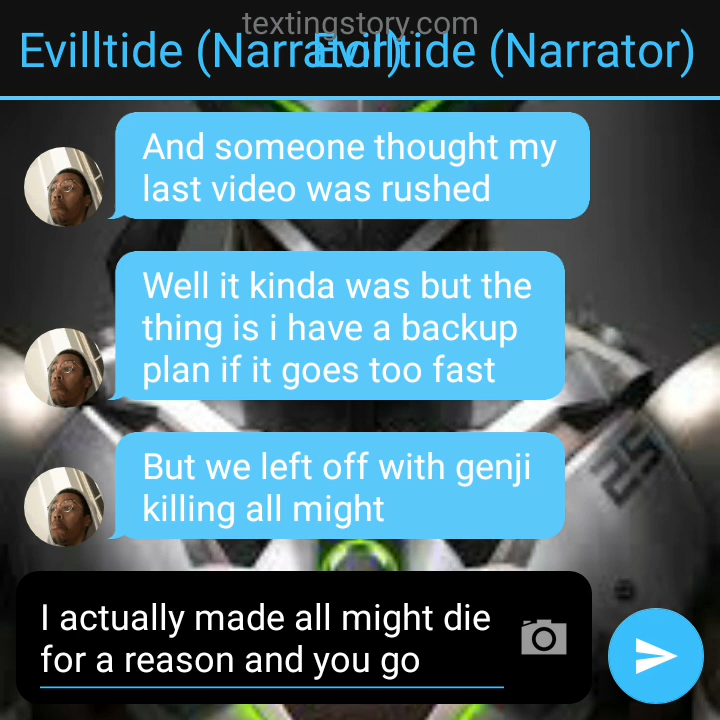 textingstory.com
Evilltide (Narrator)
Evilltide (Narrator)
And someone thought my
last video was rushed
Well it kinda was but the
thing is i have a backup
plan if it goes too fast
But we left off with genji
killing all might
25
I actually made all might die
for a reason and you go